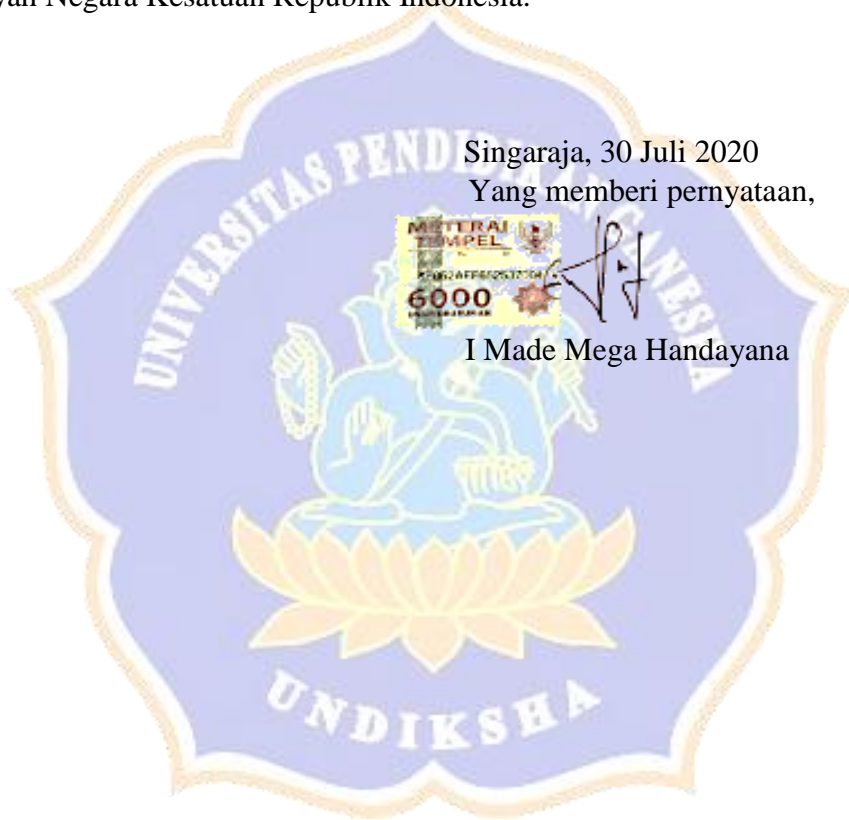 Negara Kesatuan Republik Indonesia.
Singaraja, 30 Juli 2020
Yang memberi pernyataan,
METERAI
TEMPEL
6000
I Made Mega Handayana
UNIVERSITAS PENDIDIKAN GANESHA
UNDIKSHA